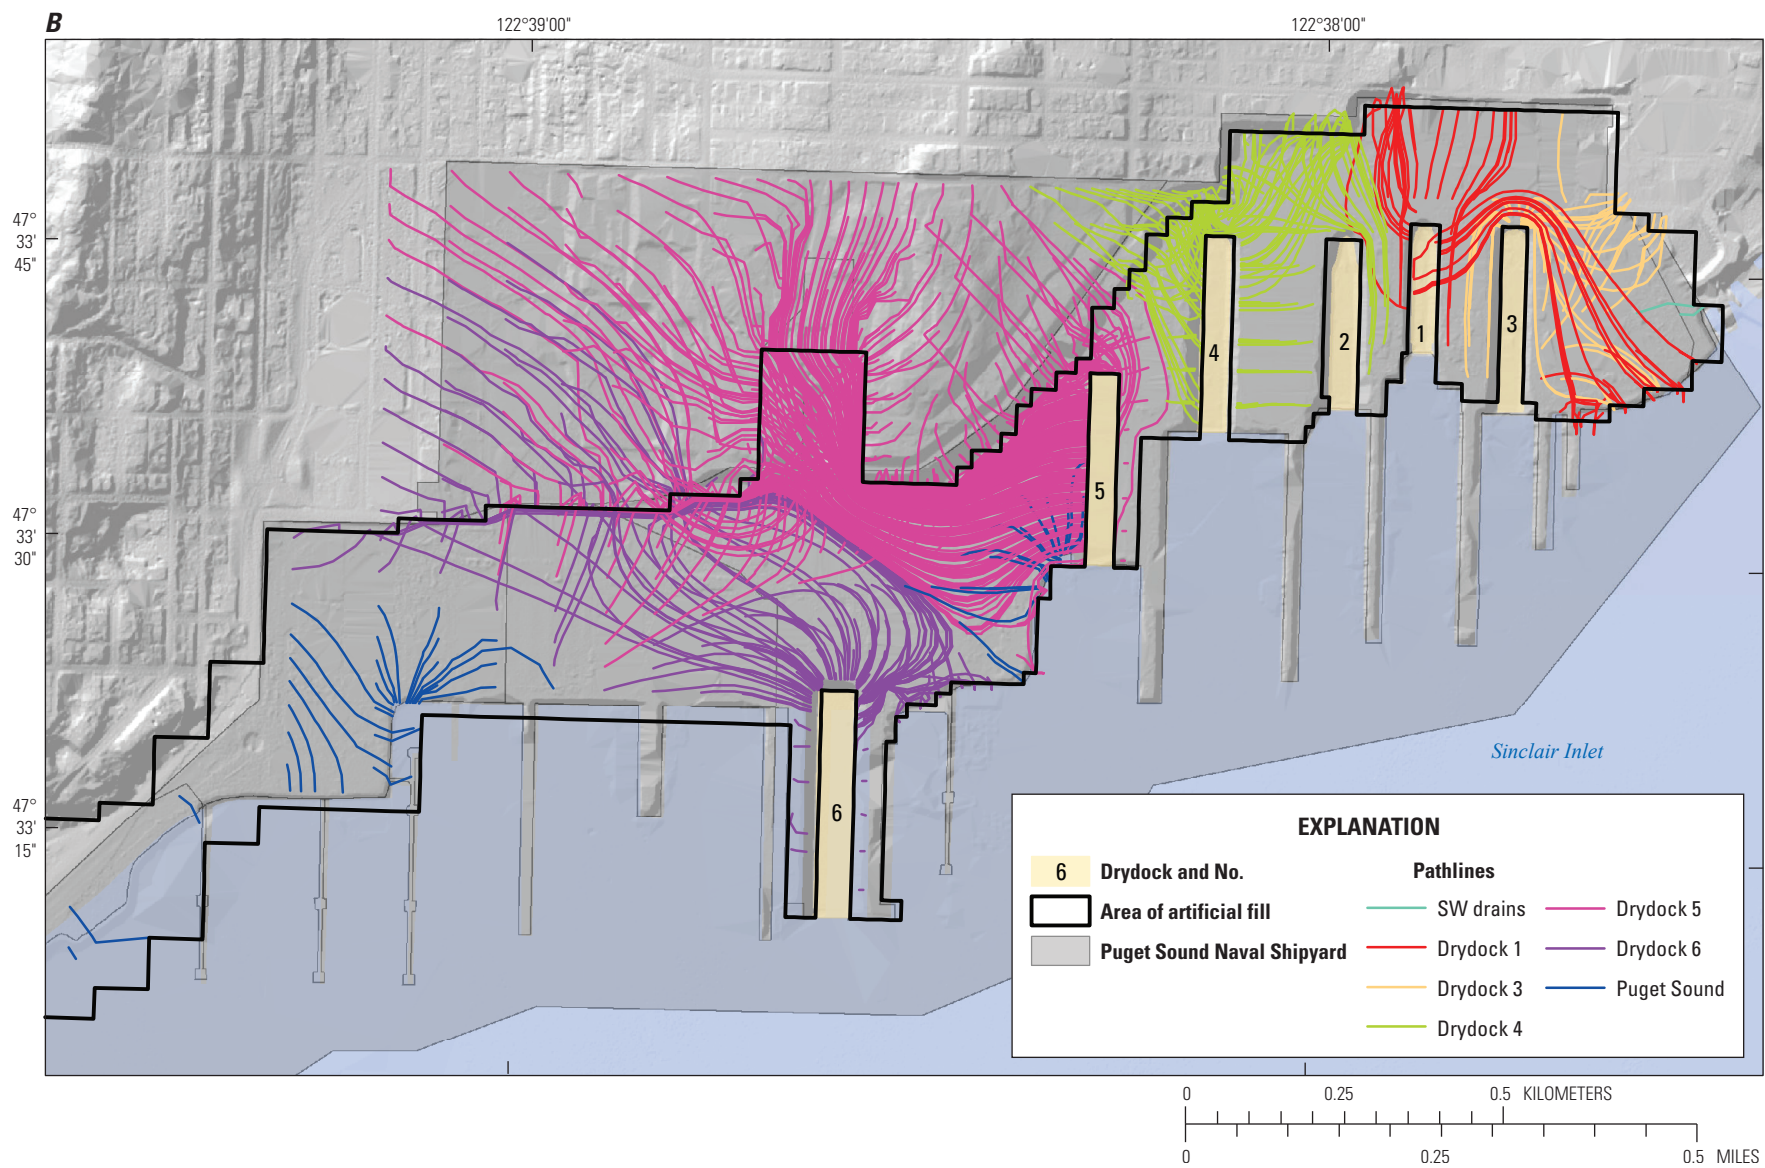 B
122°39'00"
122°38'00"
47°
33'
45"
47°
33'
30"
47°
33'
15"
4
2
1
3
5
6
Sinclair Inlet
EXPLANATION
6 Drydock and No.
Area of artificial fill
Puget Sound Naval Shipyard
Pathlines
SW drains
Drydock 1
Drydock 3
Drydock 4
Drydock 5
Drydock 6
Puget Sound
0 0.25 0.5 KILOMETERS
0 0.25 0.5 MILES